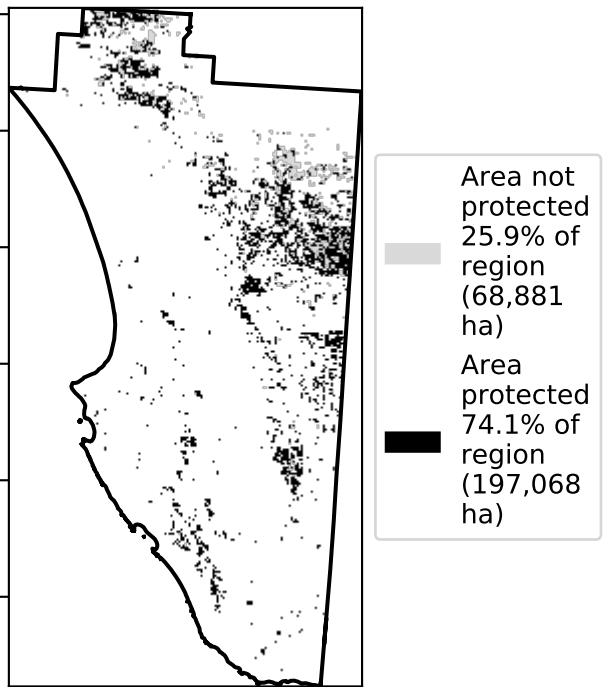 Area not
protected
25.9% of
region
(68,881
ha)
Area
protected
74.1% of
region
(197,068
ha)